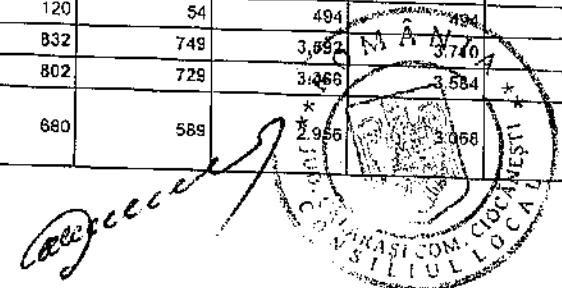 120 54 494 494
832 749 3,692 3.710
802 729 3.466 3.584
680 589 2.956 3.068
ROMÂNIA
JUD. CĂLĂRAȘI COM. CIOCĂNEȘTI
CONSILIUL LOCAL